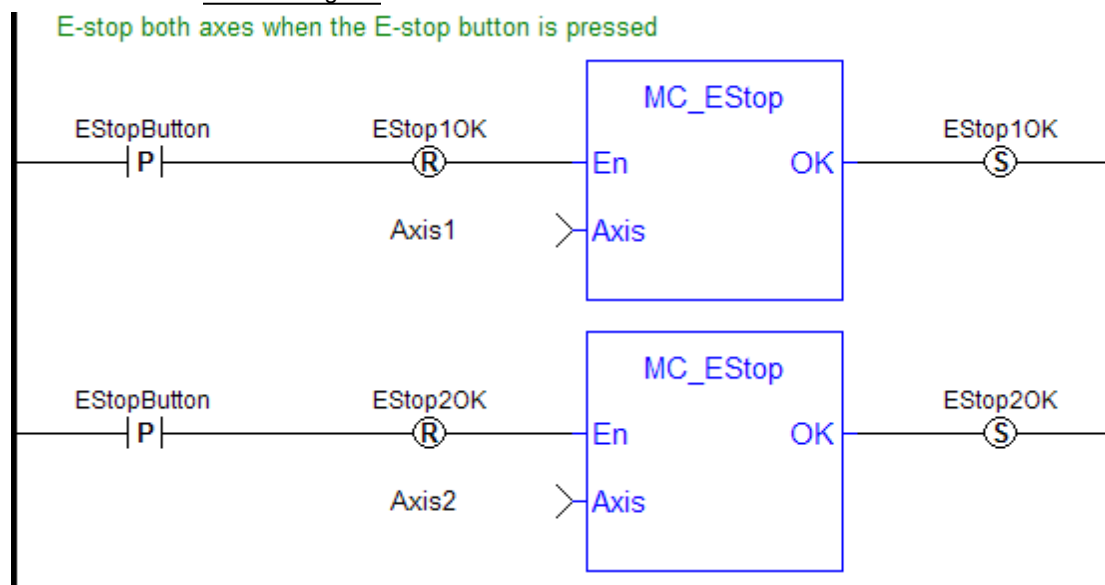 E-stop both axes when the E-stop button is pressed
MC_EStop
EStopButton EStop1OK EStop1OK
P R En OK S
Axis1 Axis
MC_EStop
EStopButton EStop2OK EStop2OK
P R En OK S
Axis2 Axis